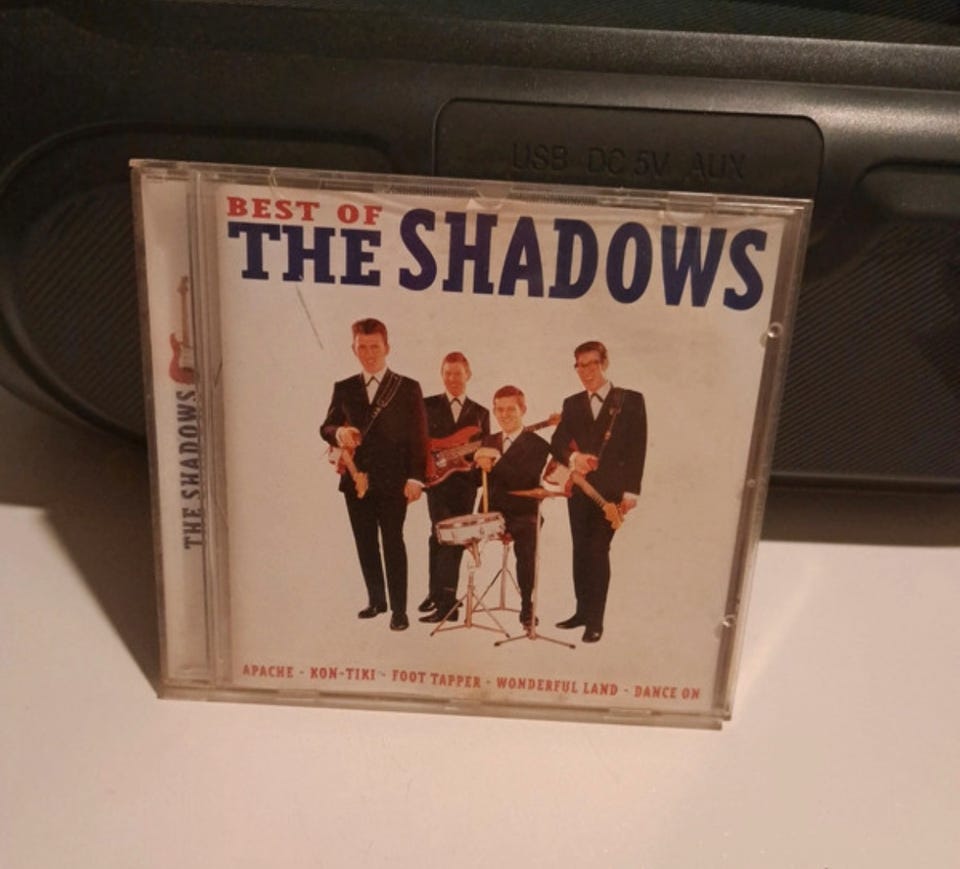 USB DC 5V AUX
BEST OF
THE SHADOWS
THE SHADOWS
APACHE - KON-TIKI - FOOT TAPPER - WONDERFUL LAND - DANCE ON